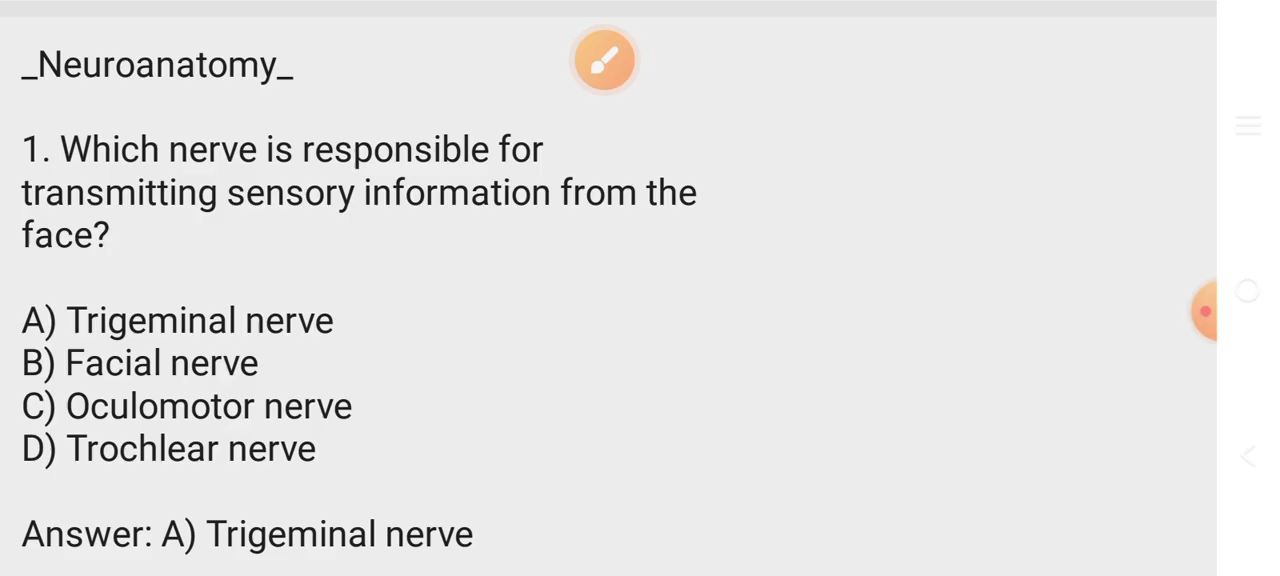 _Neuroanatomy_
1. Which nerve is responsible for
transmitting sensory information from the
face?
A) Trigeminal nerve
B) Facial nerve
C) Oculomotor nerve
D) Trochlear nerve
Answer: A) Trigeminal nerve